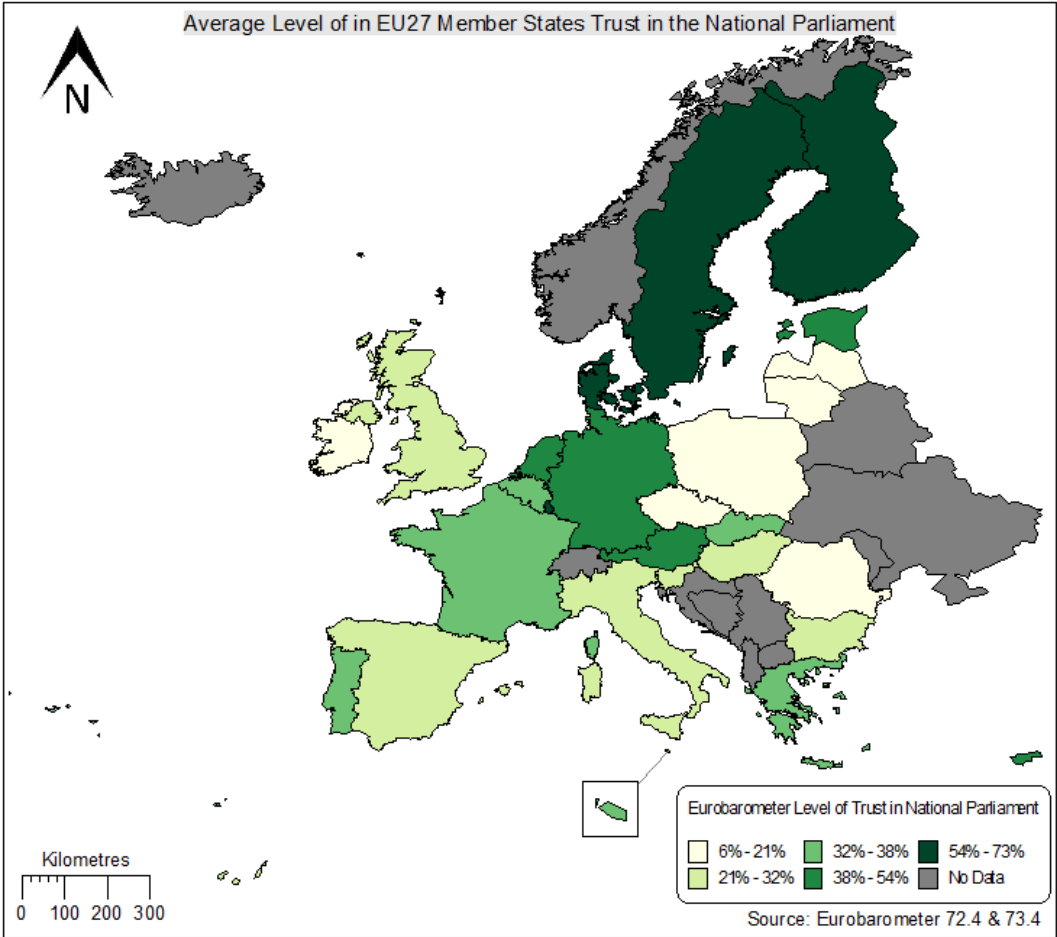 Average Level of in EU27 Member States Trust in the National Parliament
N
Eurobarometer Level of Trust in National Parliament
6% - 21% 32% - 38% 54% - 73%
21% - 32% 38% - 54% No Data
Kilometres
0 100 200 300
Source: Eurobarometer 72.4 & 73.4